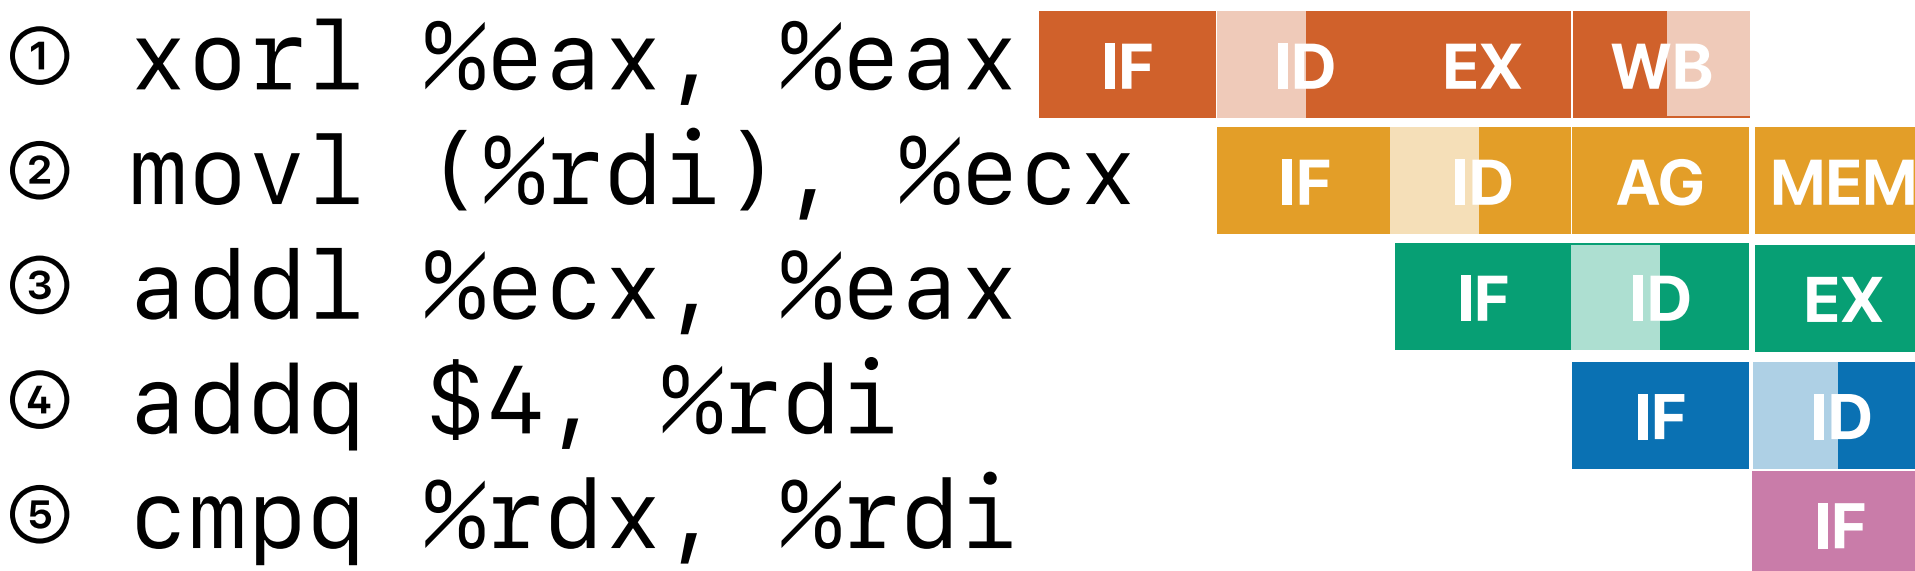 ① xorl %eax, %eax IF ID EX WB
② movl (%rdi), %ecx IF ID AG MEM
③ addl %ecx, %eax IF ID EX
④ addq $4, %rdi IF ID
⑤ cmpq %rdx, %rdi IF